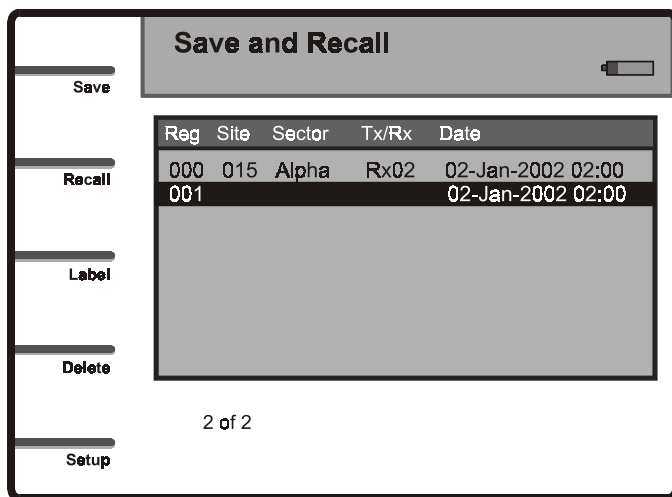 Save and Recall
Save
Recall
Label
Delete
Setup
Reg Site Sector Tx/Rx Date
000 015 Alpha Rx02 02-Jan-2002 02:00
001 02-Jan-2002 02:00
2 of 2